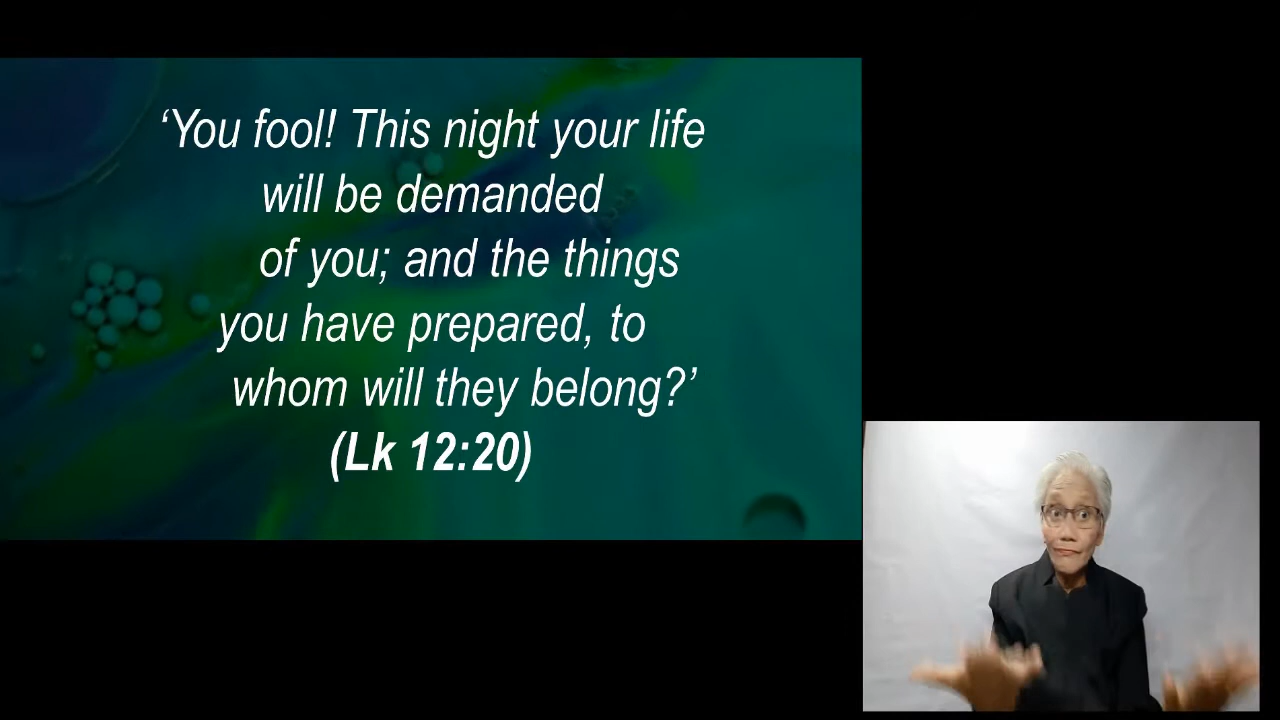 ‘You fool! This night your life
will be demanded
of you; and the things
you have prepared, to
whom will they belong?’
(Lk 12:20)